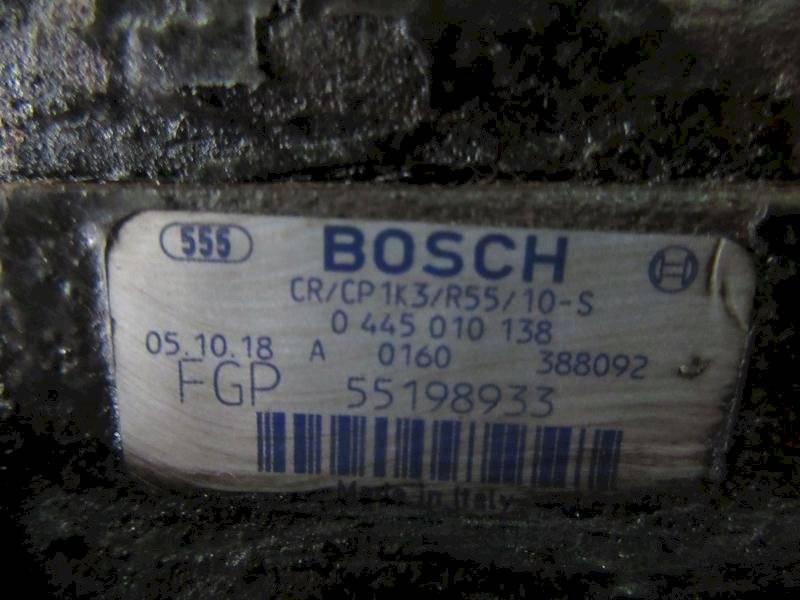 555 BOSCH
CR/CP1K3/R55/10-S
0 445 010 138
05.10.18 A 0160 388092
FGP 55198933
Made in Italy